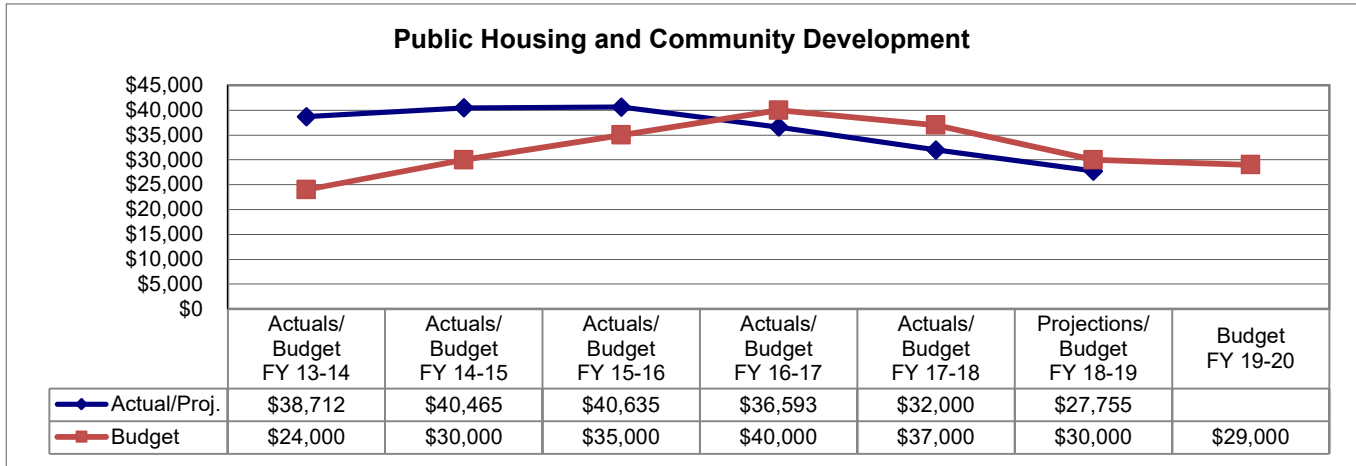 Public Housing and Community Development
$45,000
$40,000
$35,000
$30,000
$25,000
$20,000
$15,000
$10,000
$5,000
$0
Actuals/ Actuals/ Actuals/ Actuals/ Actuals/ Projections/ Budget
Budget Budget Budget Budget Budget Budget FY 19-20
FY 13-14 FY 14-15 FY 15-16 FY 16-17 FY 17-18 FY 18-19
Actual/Proj. $38,712 $40,465 $40,635 $36,593 $32,000 $27,755
Budget $24,000 $30,000 $35,000 $40,000 $37,000 $30,000 $29,000